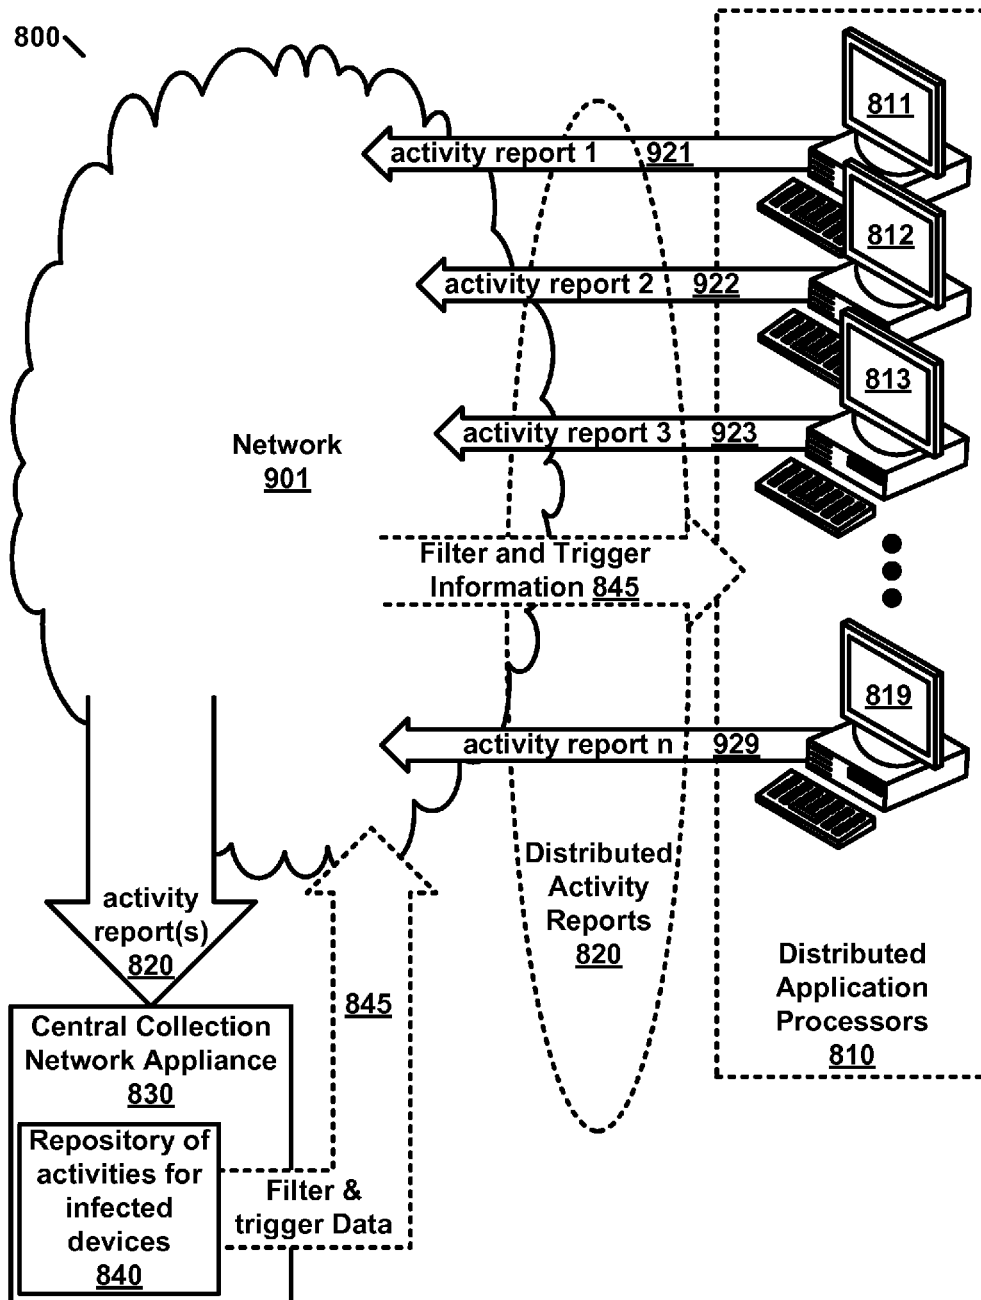 800
811
activity report 1 921
812
activity report 2 922
813
activity report 3 923
Network
901
Filter and Trigger
Information 845
819
activity report n 929
Distributed
Activity
Reports
820
activity
report(s)
820
Distributed
Application
Processors
810
845
Central Collection
Network Appliance
830
Repository of
activities for
infected
devices
840
Filter &
trigger Data